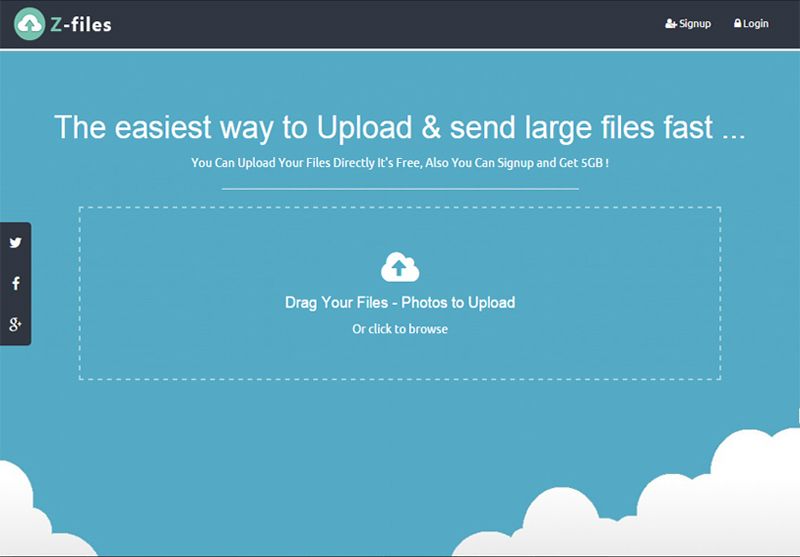 Z-files
Signup
Login
The easiest way to Upload & send large files fast ...
You Can Upload Your Files Directly It's Free, Also You Can Signup and Get 5GB !
Drag Your Files - Photos to Upload
Or click to browse